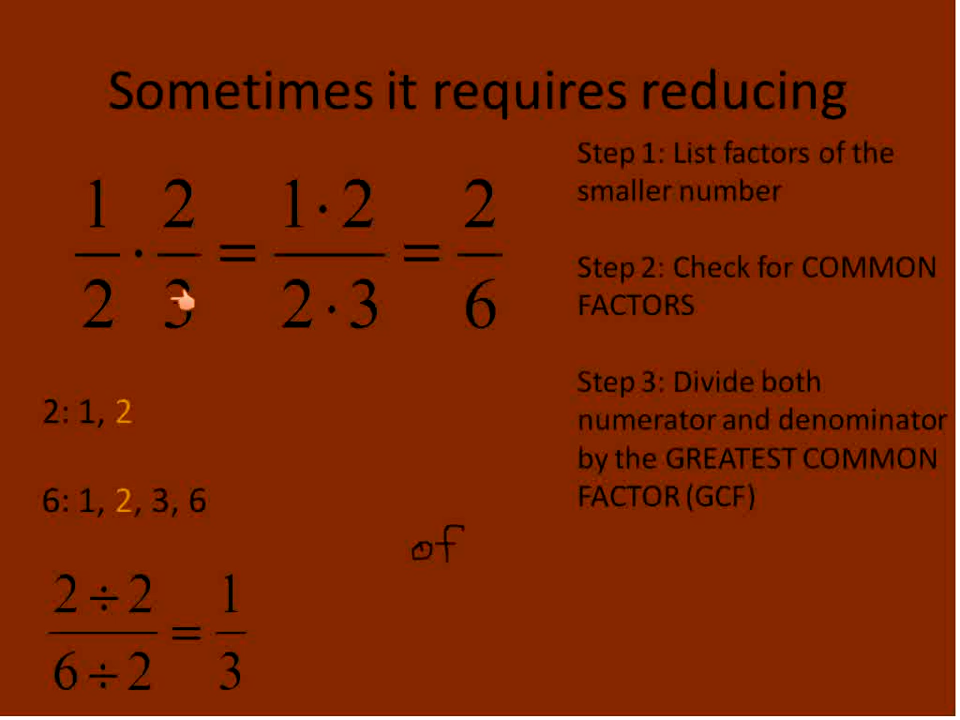 Sometimes it requires reducing
1/2 · 2/3 = 1·2/2·3 = 2/6
2: 1, 2
6: 1, 2, 3, 6
2÷2/6÷2 = 1/3
Step 1: List factors of the
smaller number
Step 2: Check for COMMON
FACTORS
Step 3: Divide both
numerator and denominator
by the GREATEST COMMON
FACTOR (GCF)
of